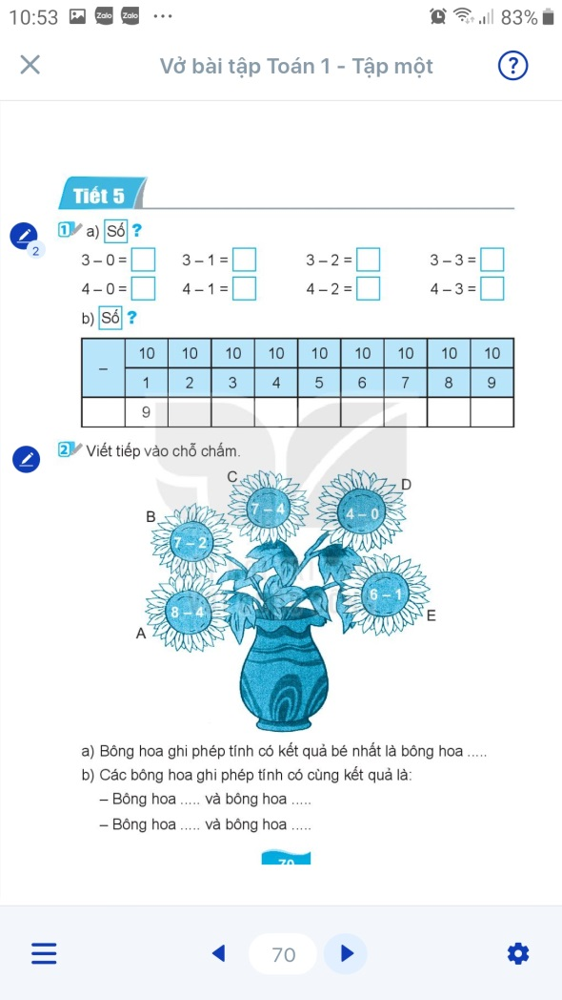 10:53 Zalo Zalo ... 83%
Vở bài tập Toán 1 - Tập một ?
Tiết 5
1 a) Số ?
2
3 – 0 = 3 – 1 = 3 – 2 = 3 – 3 =
4 – 0 = 4 – 1 = 4 – 2 = 4 – 3 =
b) Số ?
– 10 10 10 10 10 10 10 10 10
1 2 3 4 5 6 7 8 9
9
2 Viết tiếp vào chỗ chấm.
C
D
7 – 4
4 – 0
B
7 – 2
6 – 1
8 – 4
E
A
a) Bông hoa ghi phép tính có kết quả bé nhất là bông hoa .....
b) Các bông hoa ghi phép tính có cùng kết quả là:
– Bông hoa ..... và bông hoa .....
– Bông hoa ..... và bông hoa .....
70
70